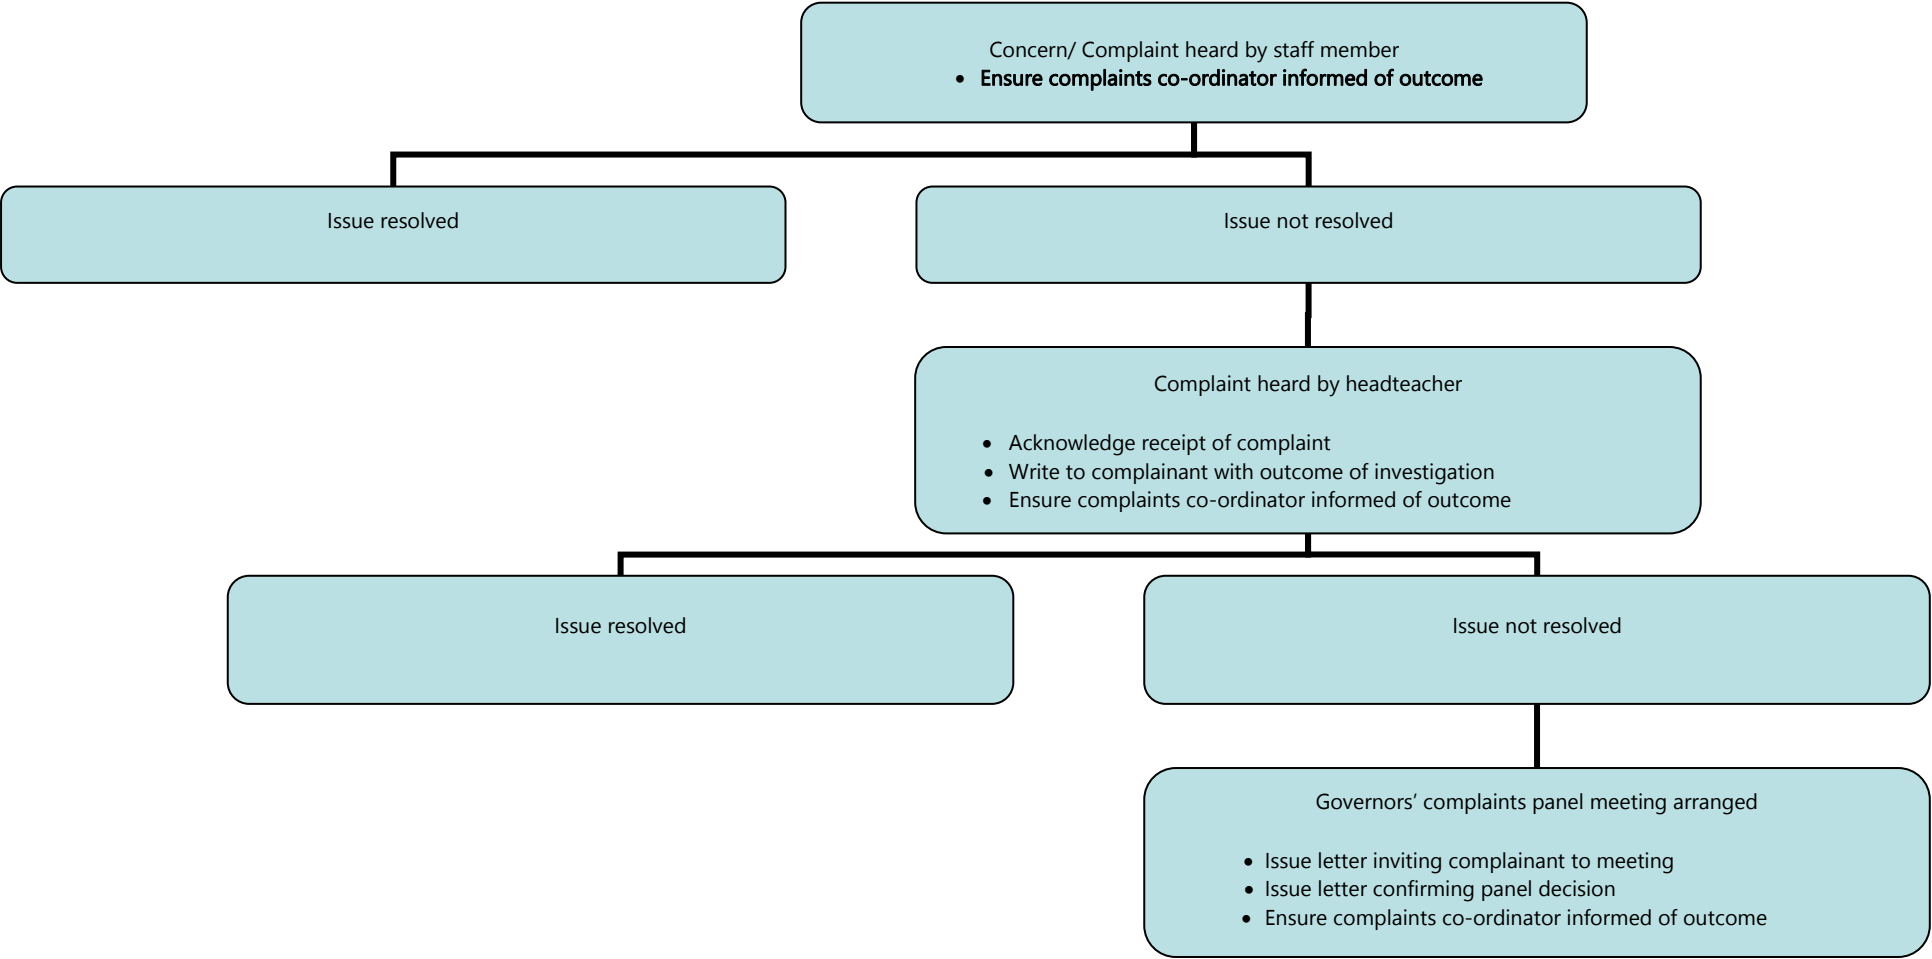 Concern/ Complaint heard by staff member
• Ensure complaints co-ordinator informed of outcome
Issue resolved
Issue not resolved
Complaint heard by headteacher
• Acknowledge receipt of complaint
• Write to complainant with outcome of investigation
• Ensure complaints co-ordinator informed of outcome
Issue resolved
Issue not resolved
Governors’ complaints panel meeting arranged
• Issue letter inviting complainant to meeting
• Issue letter confirming panel decision
• Ensure complaints co-ordinator informed of outcome